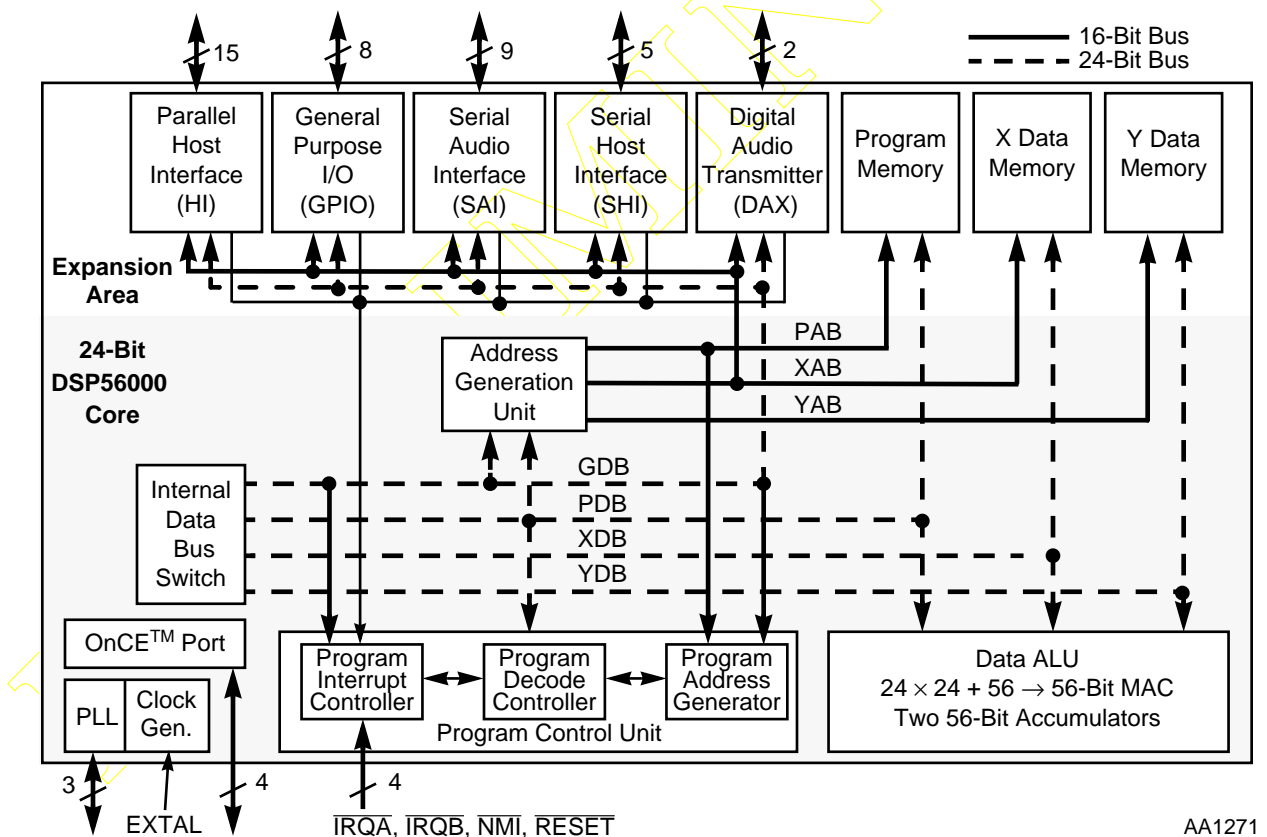 15
8
9
5
2
16-Bit Bus
24-Bit Bus
Parallel
Host
Interface
(HI)
General
Purpose
I/O
(GPIO)
Serial
Audio
Interface
(SAI)
Serial
Host
Interface
(SHI)
Digital
Audio
Transmitter
(DAX)
Program
Memory
X Data
Memory
Y Data
Memory
Expansion
Area
24-Bit
DSP56000
Core
Address
Generation
Unit
PAB
XAB
YAB
Internal
Data
Bus
Switch
GDB
PDB
XDB
YDB
OnCE™ Port
PLL
Clock
Gen.
Program
Interrupt
Controller
Program
Decode
Controller
Program
Address
Generator
Program Control Unit
Data ALU
24 × 24 + 56 → 56-Bit MAC
Two 56-Bit Accumulators
3
EXTAL
4
4
IRQA, IRQB, NMI, RESET
AA1271